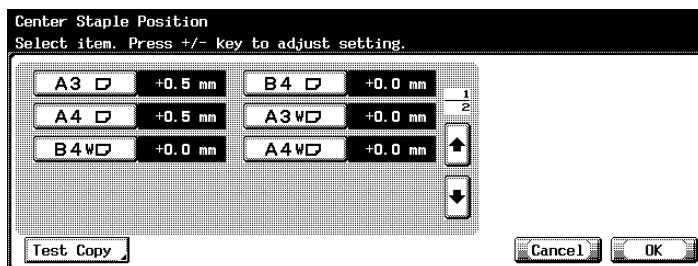 Center Staple Position
Select item. Press +/- key to adjust setting.
A3 +0.5 mm B4 +0.0 mm
1
A4 +0.5 mm A3W +0.0 mm
2
B4W +0.0 mm A4W +0.0 mm
Test Copy Cancel OK